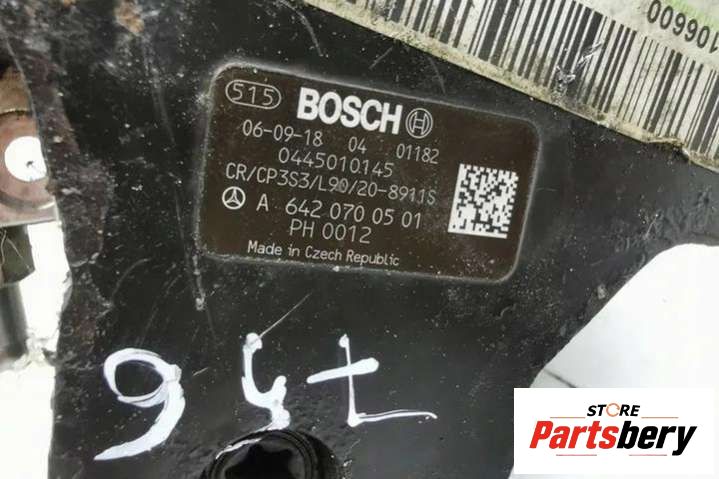 106600
515 BOSCH
06-09-18 04 01182
0445010145
CR/CP3S3/L90/20-8911S
A 642 070 05 01
PH 0012
Made in Czech Republic
STORE
Partsbery